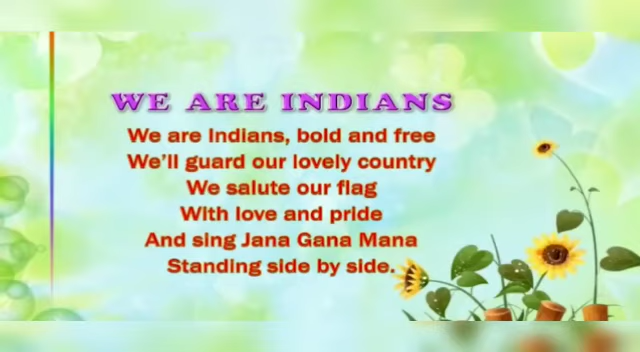 WE ARE INDIANS
We are Indians, bold and free
We'll guard our lovely country
We salute our flag
With love and pride
And sing Jana Gana Mana
Standing side by side.